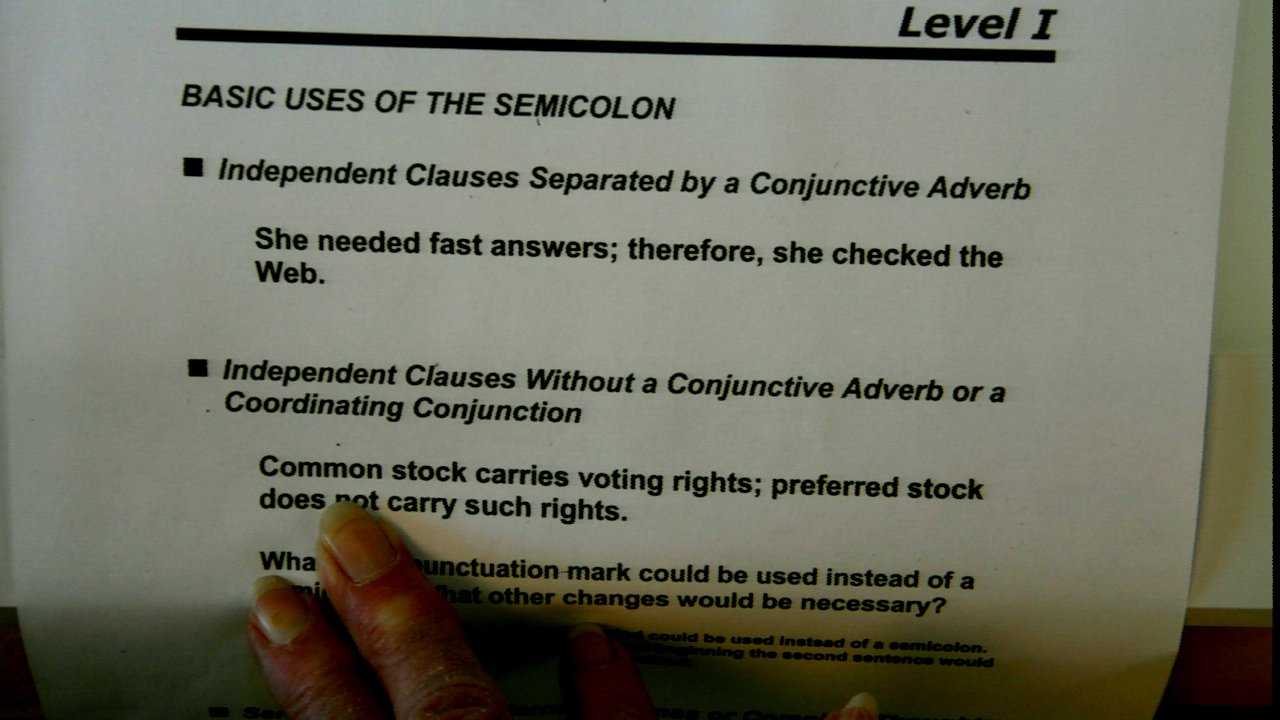 Level I
BASIC USES OF THE SEMICOLON
■ Independent Clauses Separated by a Conjunctive Adverb
She needed fast answers; therefore, she checked the
Web.
■ Independent Clauses Without a Conjunctive Adverb or a
Coordinating Conjunction
Common stock carries voting rights; preferred stock
does not carry such rights.
mark could be used instead of a
other changes would be necessary?
could be used instead of a semicolon.
beginning the second sentence would